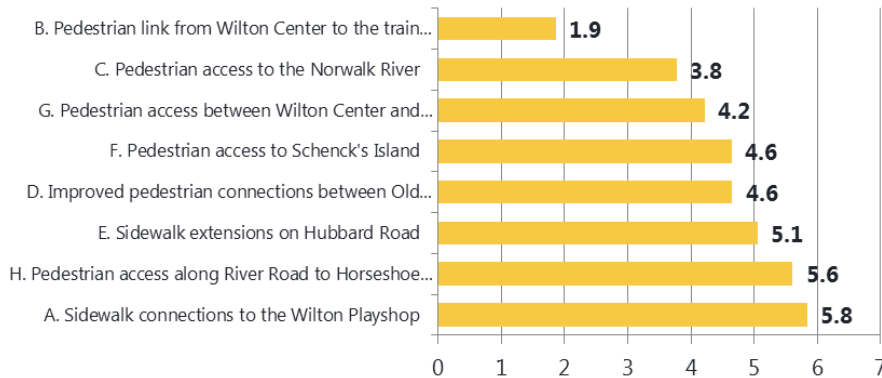 B. Pedestrian link from Wilton Center to the train... 1.9
C. Pedestrian access to the Norwalk River 3.8
G. Pedestrian access between Wilton Center and... 4.2
F. Pedestrian access to Schenck's Island 4.6
D. Improved pedestrian connections between Old... 4.6
E. Sidewalk extensions on Hubbard Road 5.1
H. Pedestrian access along River Road to Horseshoe... 5.6
A. Sidewalk connections to the Wilton Playshop 5.8
0 1 2 3 4 5 6 7